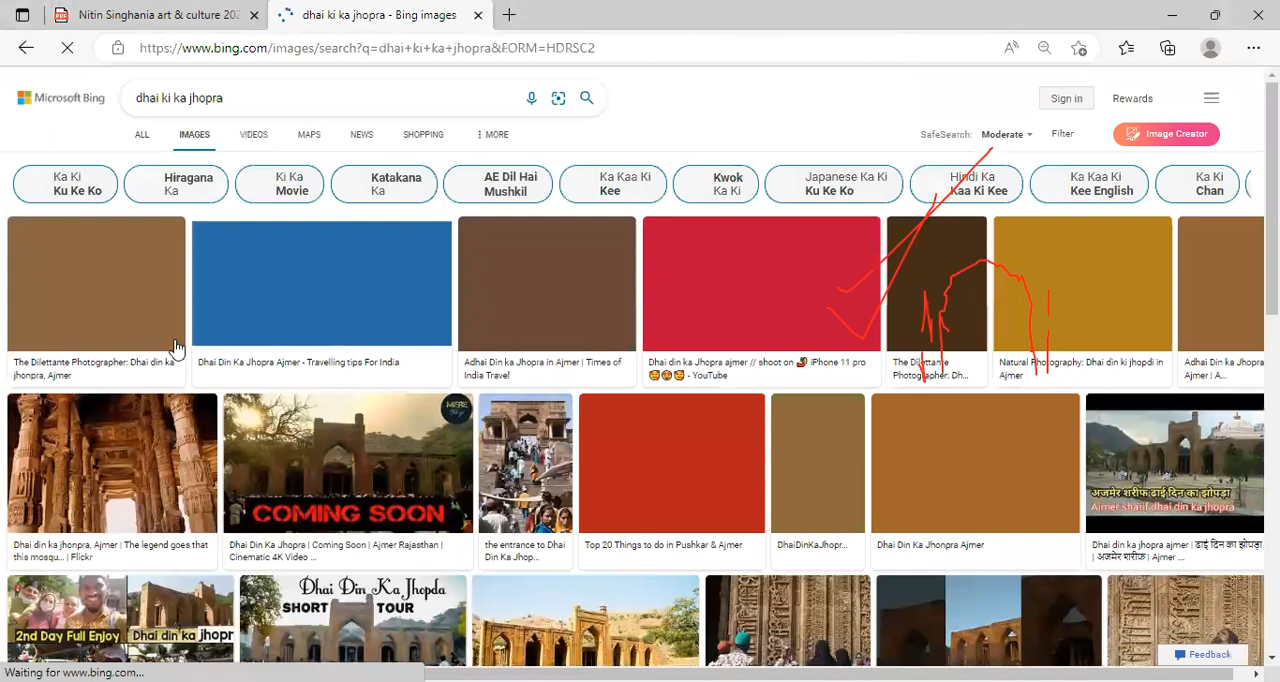 Nitin Singhania art & culture 202
dhai ki ka jhopra - Bing images
https://www.bing.com/images/search?q=dhai+ki+ka+jhopra&FORM=HDRSC2
Microsoft Bing
dhai ki ka jhopra
Sign in
Rewards
ALL
IMAGES
VIDEOS
MAPS
NEWS
SHOPPING
MORE
SafeSearch: Moderate
Filter
Image Creator
Ka Ki
Ku Ke Ko
Hiragana
Ka
Ki Ka
Movie
Katakana
Ka
AE Dil Hai
Mushkil
Ka Kaa Ki
Kee
Kwok
Ka Ki
Japanese Ka Ki
Ku Ke Ko
Hindi Ka
Kaa Ki Kee
Ka Kaa Ki
Kee English
Ka Ki
Chan
The Dilettante Photographer: Dhai din ka
jhonpra, Ajmer
Dhai Din Ka Jhopra Ajmer - Travelling tips For India
Adhai Din ka Jhopra in Ajmer | Times of
India Travel
Dhai din ka Jhopra ajmer // shoot on 🤳 iPhone 11 pro
🥰😍🥰 - YouTube
The Dilettante
Photographer: Dh...
Natural Photography: Dhai din ki jhopdi in
Ajmer
Adhai Din ka Jhopra
Ajmer | A...
MERE
COMING SOON
अजमेर शरीफ ढाई दिन का झोपड़ा
Ajmer sharif dhai din ka jhopra
Dhai din ka jhonpra, Ajmer | The legend goes that
this mosqu... | Flickr
Dhai Din Ka Jhopra | Coming Soon | Ajmer Rajasthan |
Cinematic 4K Video ...
the entrance to Dhai
Din Ka Jhop...
Top 20 Things to do in Pushkar & Ajmer
DhaiDinKaJhopr...
Dhai Din Ka Jhonpra Ajmer
Dhai din ka jhopra ajmer | ढाई दिन का झोपड़ा
| अजमेर शरीफ | Ajmer ...
2nd Day Full Enjoy
Dhai din ka jhopr
Dhai Din Ka Jhopda
SHORT TOUR
Feedback
Waiting for www.bing.com...